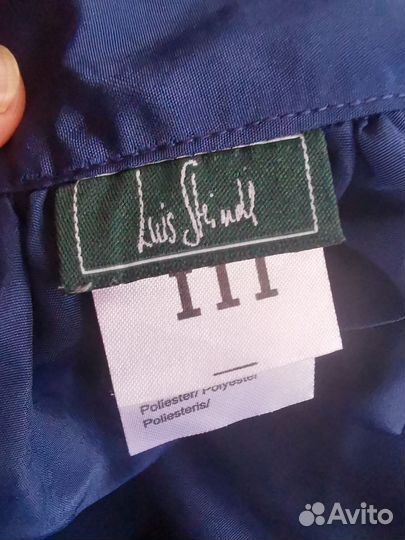 Luis Steindl
III
Poliester/ Polyester
Poliesteris/
Avito